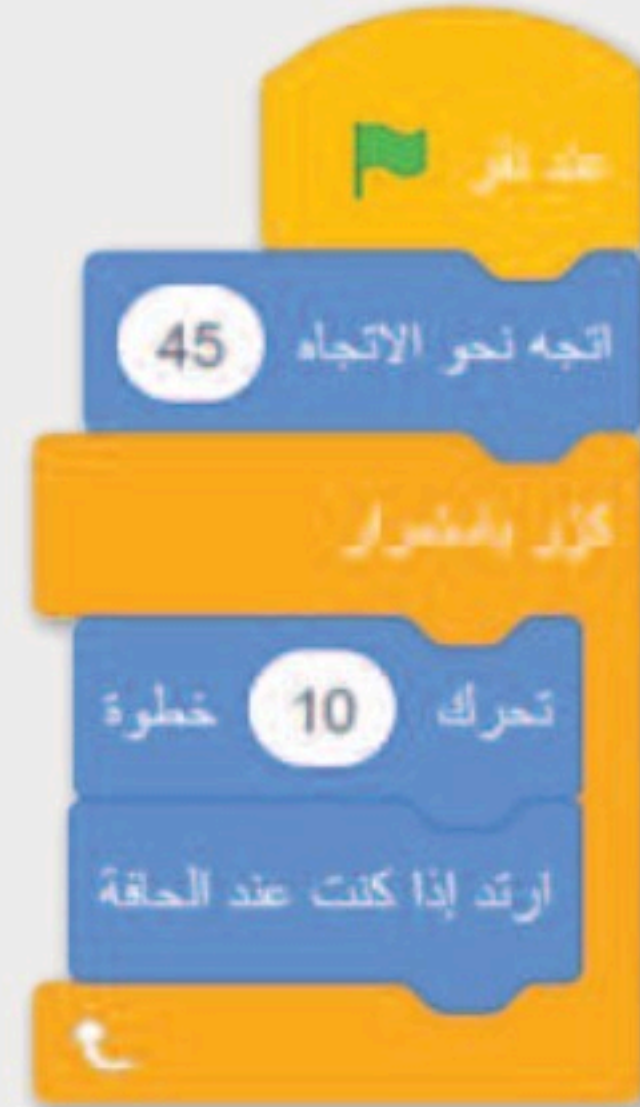 عند نقر
اتجه نحو الاتجاه 45
كرّر باستمرار
تحرك 10 خطوة
ارتد إذا كنت عند الحافة